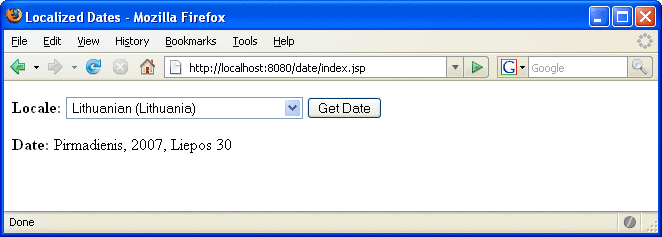 Localized Dates - Mozilla Firefox
File Edit View History Bookmarks Tools Help
http://localhost:8080/date/index.jsp G Google
Locale: Lithuanian (Lithuania) Get Date
Date: Pirmadienis, 2007, Liepos 30
Done